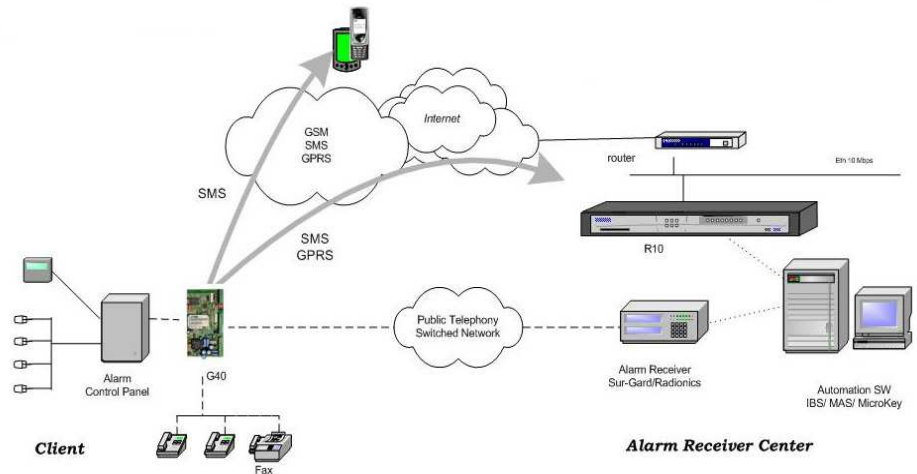 GSM
SMS
GPRS
Internet
router
Eth 10 Mbps
SMS
R10
SMS
GPRS
Public Telephony
Switched Network
Alarm
Control Panel
G40
Alarm Receiver
Sur-Gard/Radionics
Automation SW
IBS/ MAS/ MicroKey
Client
Fax
Alarm Receiver Center